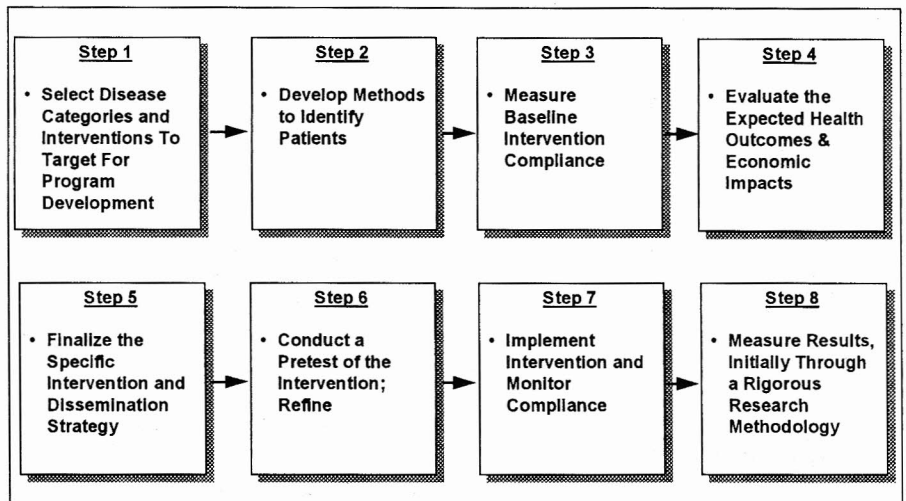 Step 1
• Select Disease
Categories and
Interventions To
Target For
Program
Development
Step 2
• Develop Methods
to Identify
Patients
Step 3
• Measure
Baseline
Intervention
Compliance
Step 4
• Evaluate the
Expected Health
Outcomes &
Economic
Impacts
Step 5
• Finalize the
Specific
Intervention and
Dissemination
Strategy
Step 6
• Conduct a
Pretest of the
Intervention;
Refine
Step 7
• Implement
Intervention and
Monitor
Compliance
Step 8
• Measure Results,
Initially Through
a Rigorous
Research
Methodology